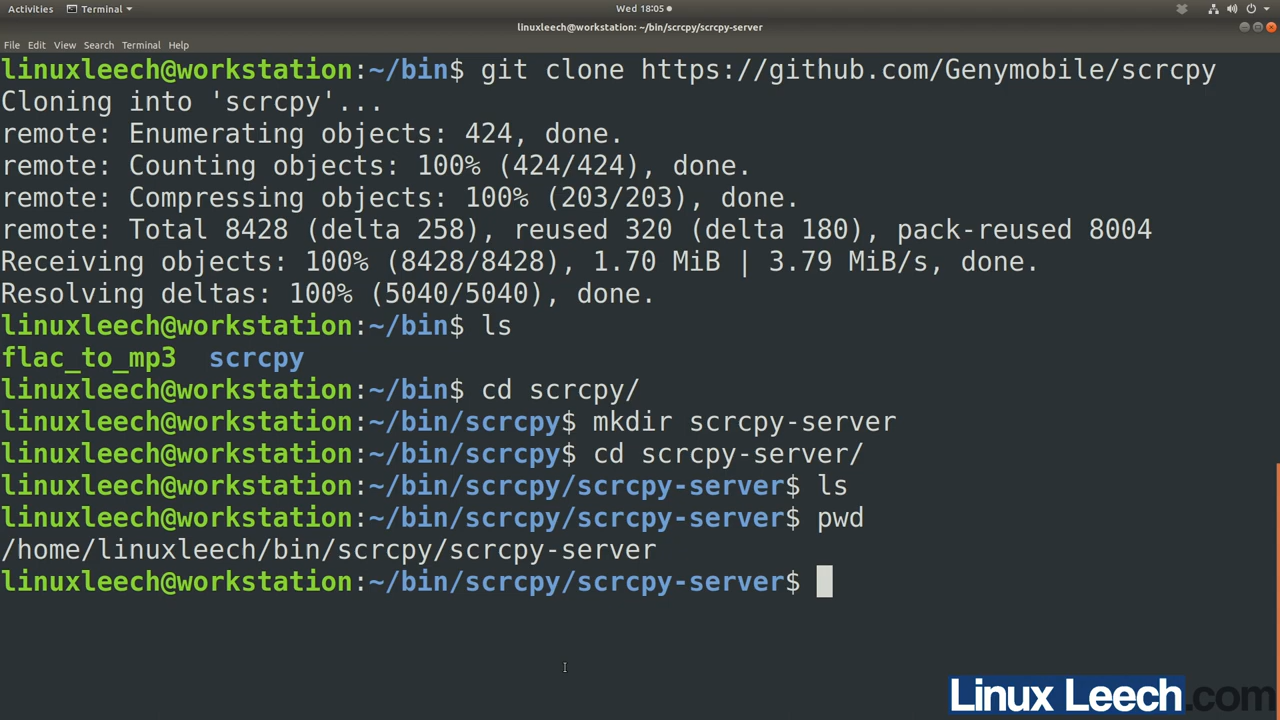 Activities Terminal Wed 18:05
linuxleech@workstation: ~/bin/scrcpy/scrcpy-server
File Edit View Search Terminal Help
linuxleech@workstation:~/bin$ git clone https://github.com/Genymobile/scrcpy
Cloning into 'scrcpy'...
remote: Enumerating objects: 424, done.
remote: Counting objects: 100% (424/424), done.
remote: Compressing objects: 100% (203/203), done.
remote: Total 8428 (delta 258), reused 320 (delta 180), pack-reused 8004
Receiving objects: 100% (8428/8428), 1.70 MiB | 3.79 MiB/s, done.
Resolving deltas: 100% (5040/5040), done.
linuxleech@workstation:~/bin$ ls
flac_to_mp3  scrcpy
linuxleech@workstation:~/bin$ cd scrcpy/
linuxleech@workstation:~/bin/scrcpy$ mkdir scrcpy-server
linuxleech@workstation:~/bin/scrcpy$ cd scrcpy-server/
linuxleech@workstation:~/bin/scrcpy/scrcpy-server$ ls
linuxleech@workstation:~/bin/scrcpy/scrcpy-server$ pwd
/home/linuxleech/bin/scrcpy/scrcpy-server
linuxleech@workstation:~/bin/scrcpy/scrcpy-server$
Linux Leech.com